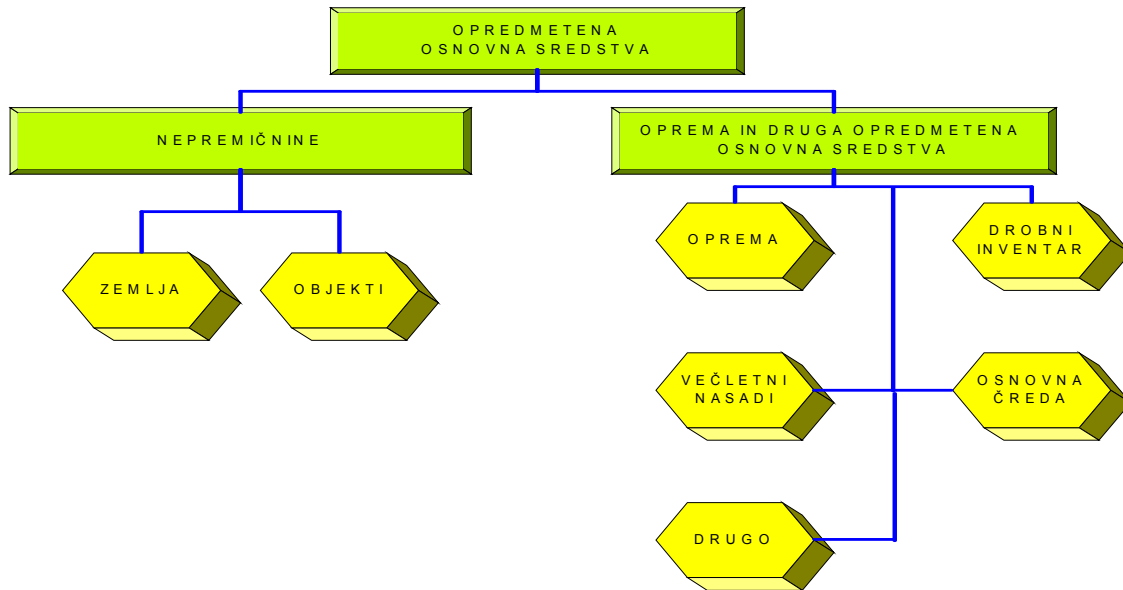 OPREDMETENA
OSNOVNA SREDSTVA
NEPREMIČNINE
OPREMA IN DRUGA OPREDMETENA
OSNOVNA SREDSTVA
ZEMLJA
OBJEKTI
OPREMA
DROBNI
INVENTAR
VEČLETNI
NASADI
OSNOVNA
ČREDA
DRUGO